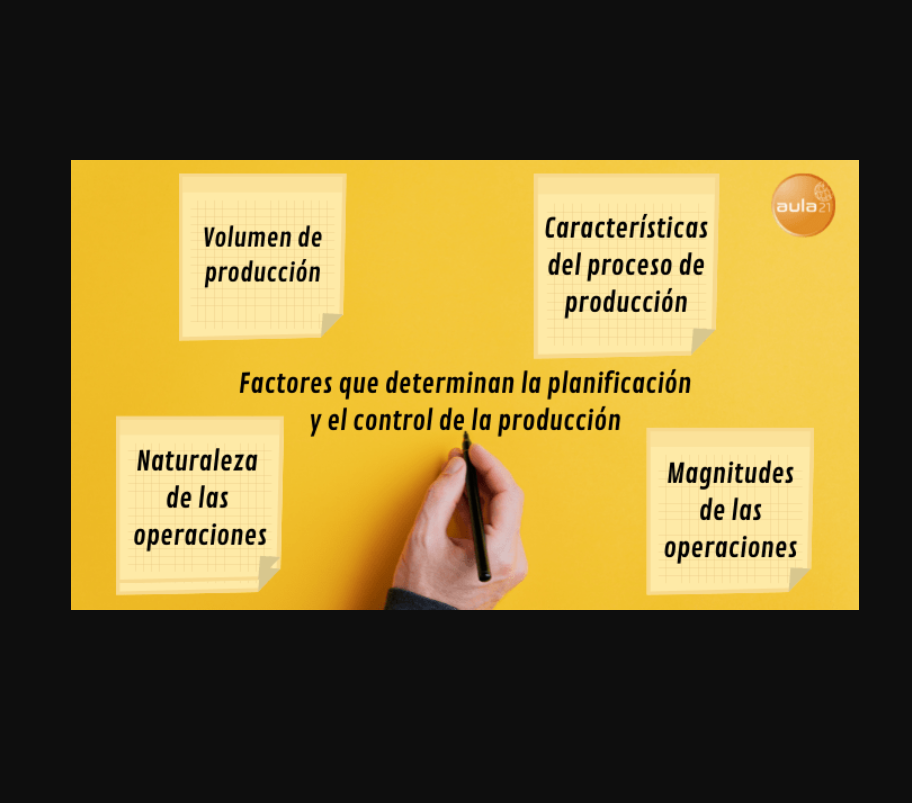 Volumen de
producción
Características
del proceso de
producción
aula21
Factores que determinan la planificación
y el control de la producción
Naturaleza
de las
operaciones
Magnitudes
de las
operaciones